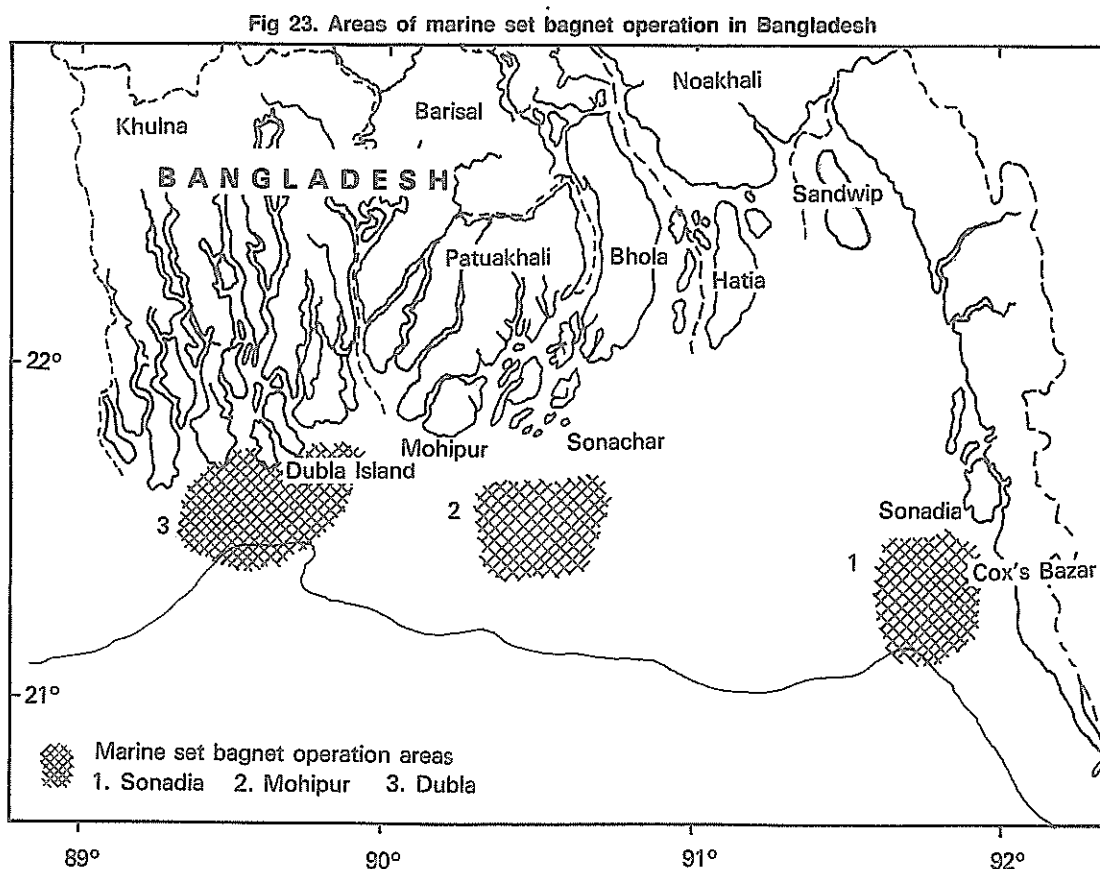 Fig 23. Areas of marine set bagnet operation in Bangladesh
Noakhali
Barisal
Khulna
BANGLADESH
Sandwip
Patuakhali
Bhola
Hatia
22°
Mohipur
Sonachar
Dubla Island
3
2
Sonadia
1
Cox's Bazar
21°
Marine set bagnet operation areas
1. Sonadia 2. Mohipur 3. Dubla
89° 90° 91° 92°